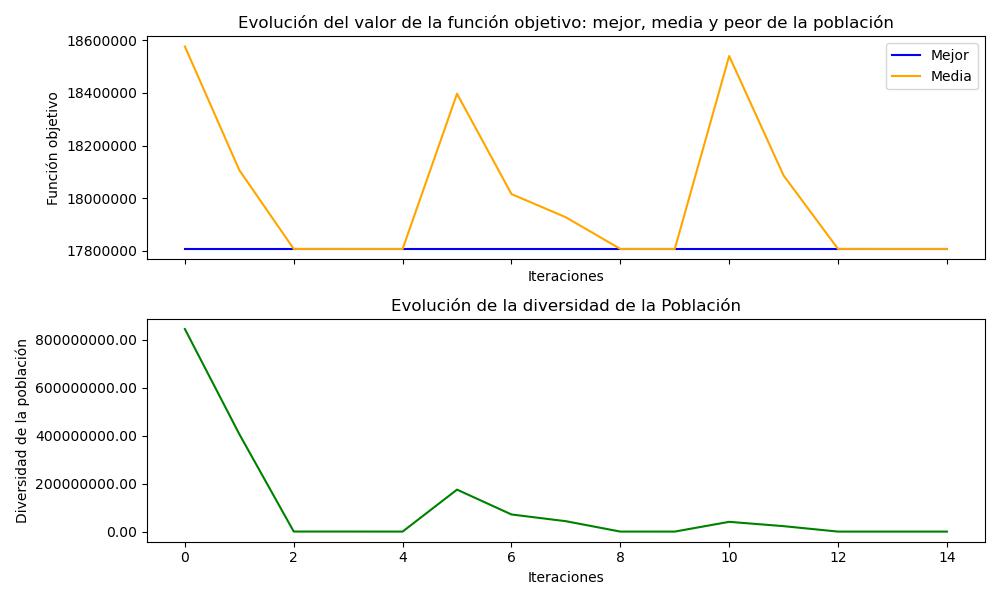 Evolución del valor de la función objetivo: mejor, media y peor de la población
18600000
18400000
18200000
18000000
17800000
Función objetivo
Mejor
Media
Iteraciones
Evolución de la diversidad de la Población
800000000.00
600000000.00
400000000.00
200000000.00
0.00
Diversidad de la población
0 2 4 6 8 10 12 14
Iteraciones